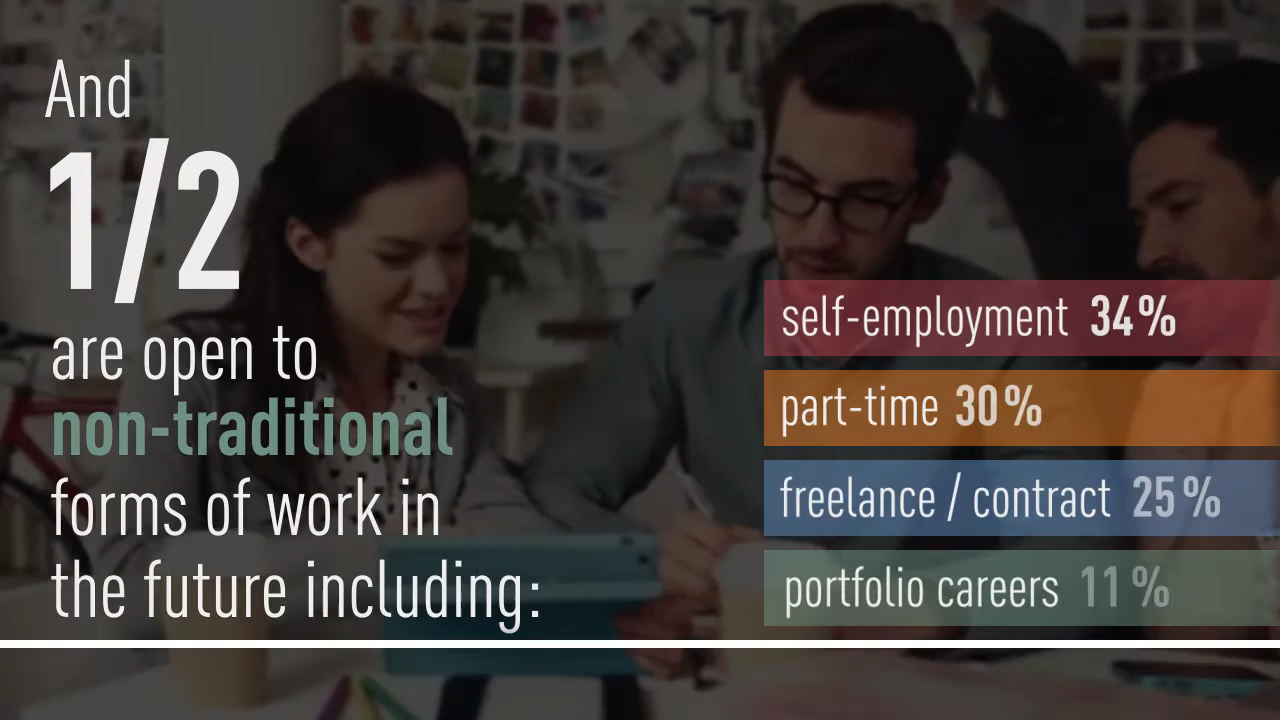 And
1/2
are open to
non-traditional
forms of work in
the future including:
self-employment 34%
part-time 30%
freelance / contract 25%
portfolio careers 11%